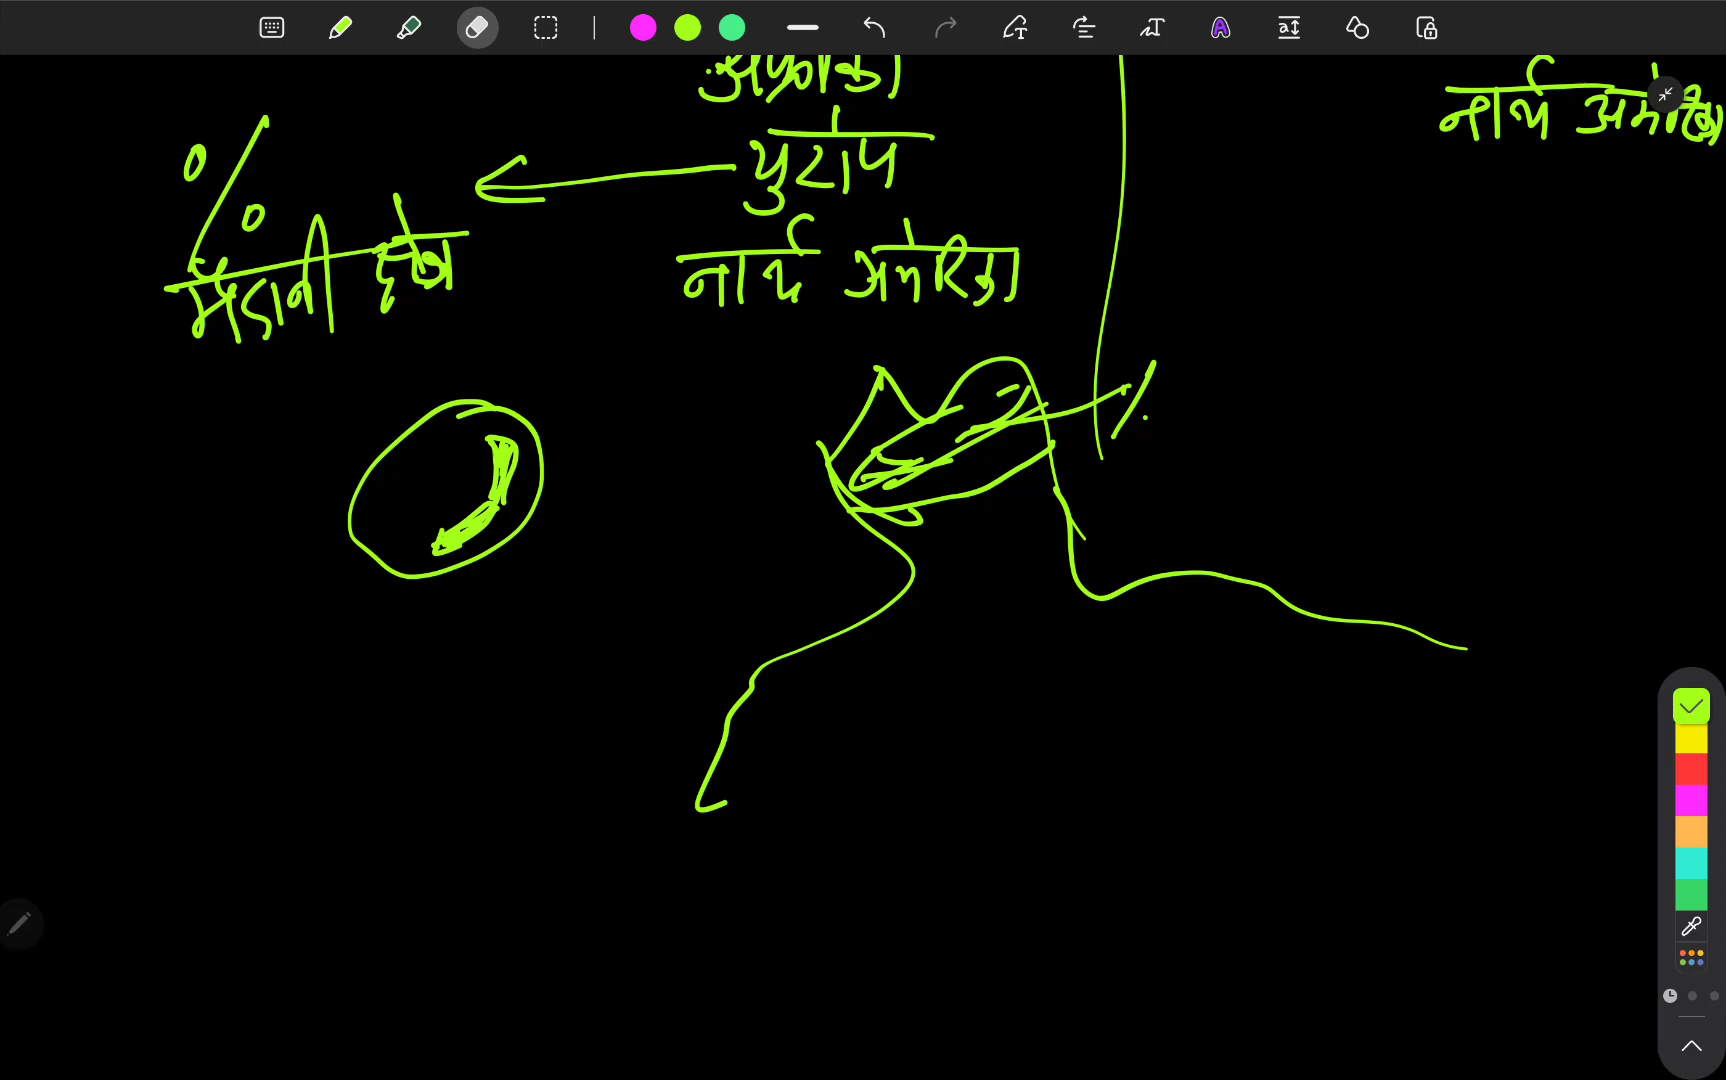 अफ्रीका
%
युरोप
नार्थ अमेरिका
मैदानी क्षेत्र
नार्थ अमेरिका